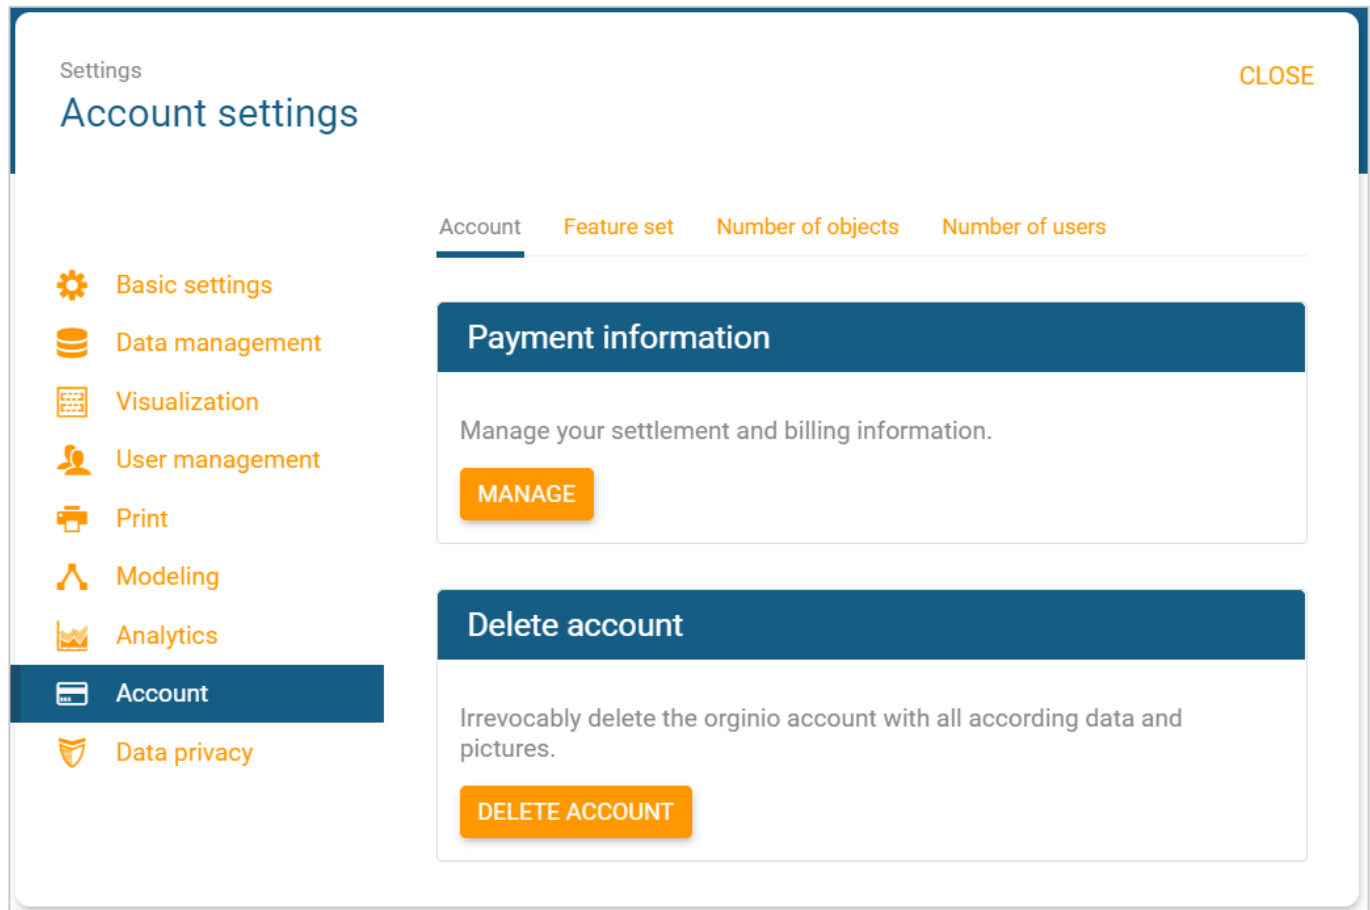 Settings
Account settings
CLOSE
Account Feature set Number of objects Number of users
Basic settings
Data management
Visualization
User management
Print
Modeling
Analytics
Account
Data privacy
Payment information
Manage your settlement and billing information.
MANAGE
Delete account
Irrevocably delete the orginio account with all according data and
pictures.
DELETE ACCOUNT